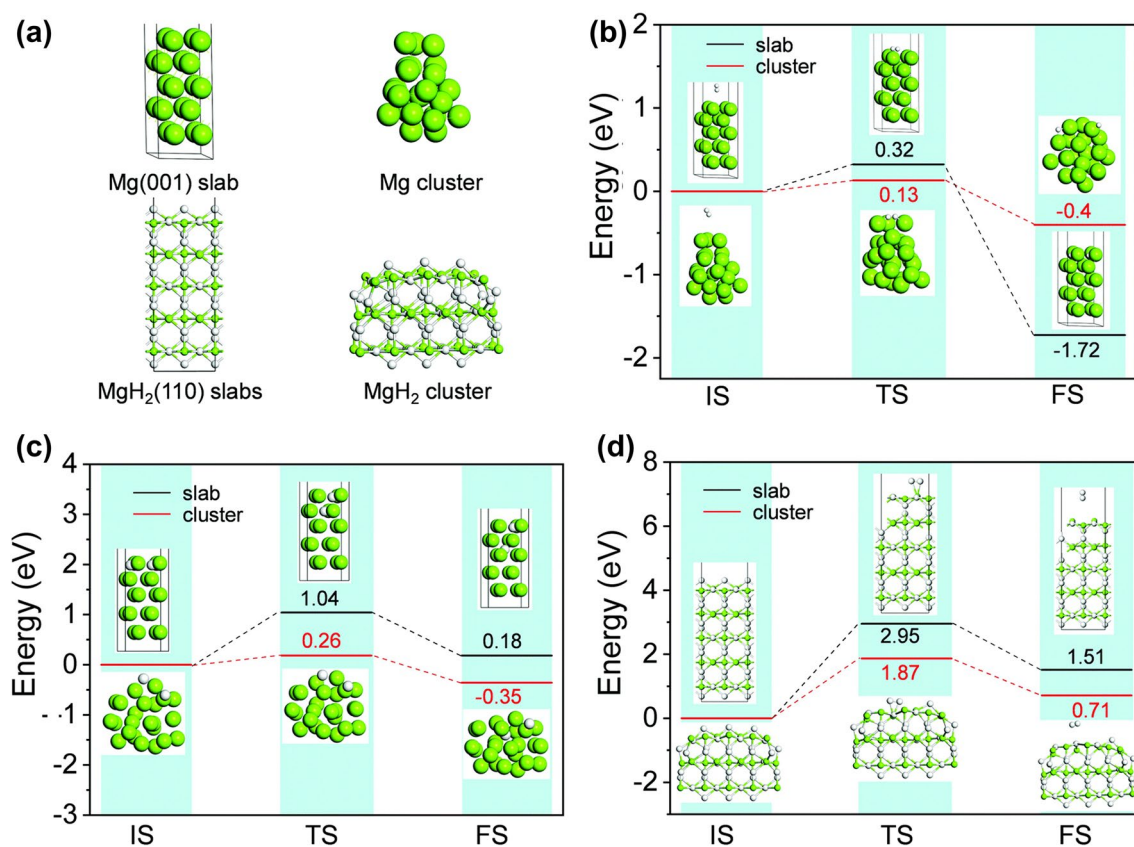 (a)
Mg(001) slab
Mg cluster
MgH₂(110) slabs
MgH₂ cluster
(b)
2
1
0
-1
-2
Energy (eV)
slab
cluster
0.32
0.13
-0.4
-1.72
IS
TS
FS
(c)
4
3
2
1
0
-1
-2
-3
Energy (eV)
slab
cluster
1.04
0.26
0.18
-0.35
IS
TS
FS
(d)
8
6
4
2
0
-2
Energy (eV)
slab
cluster
2.95
1.87
1.51
0.71
IS
TS
FS